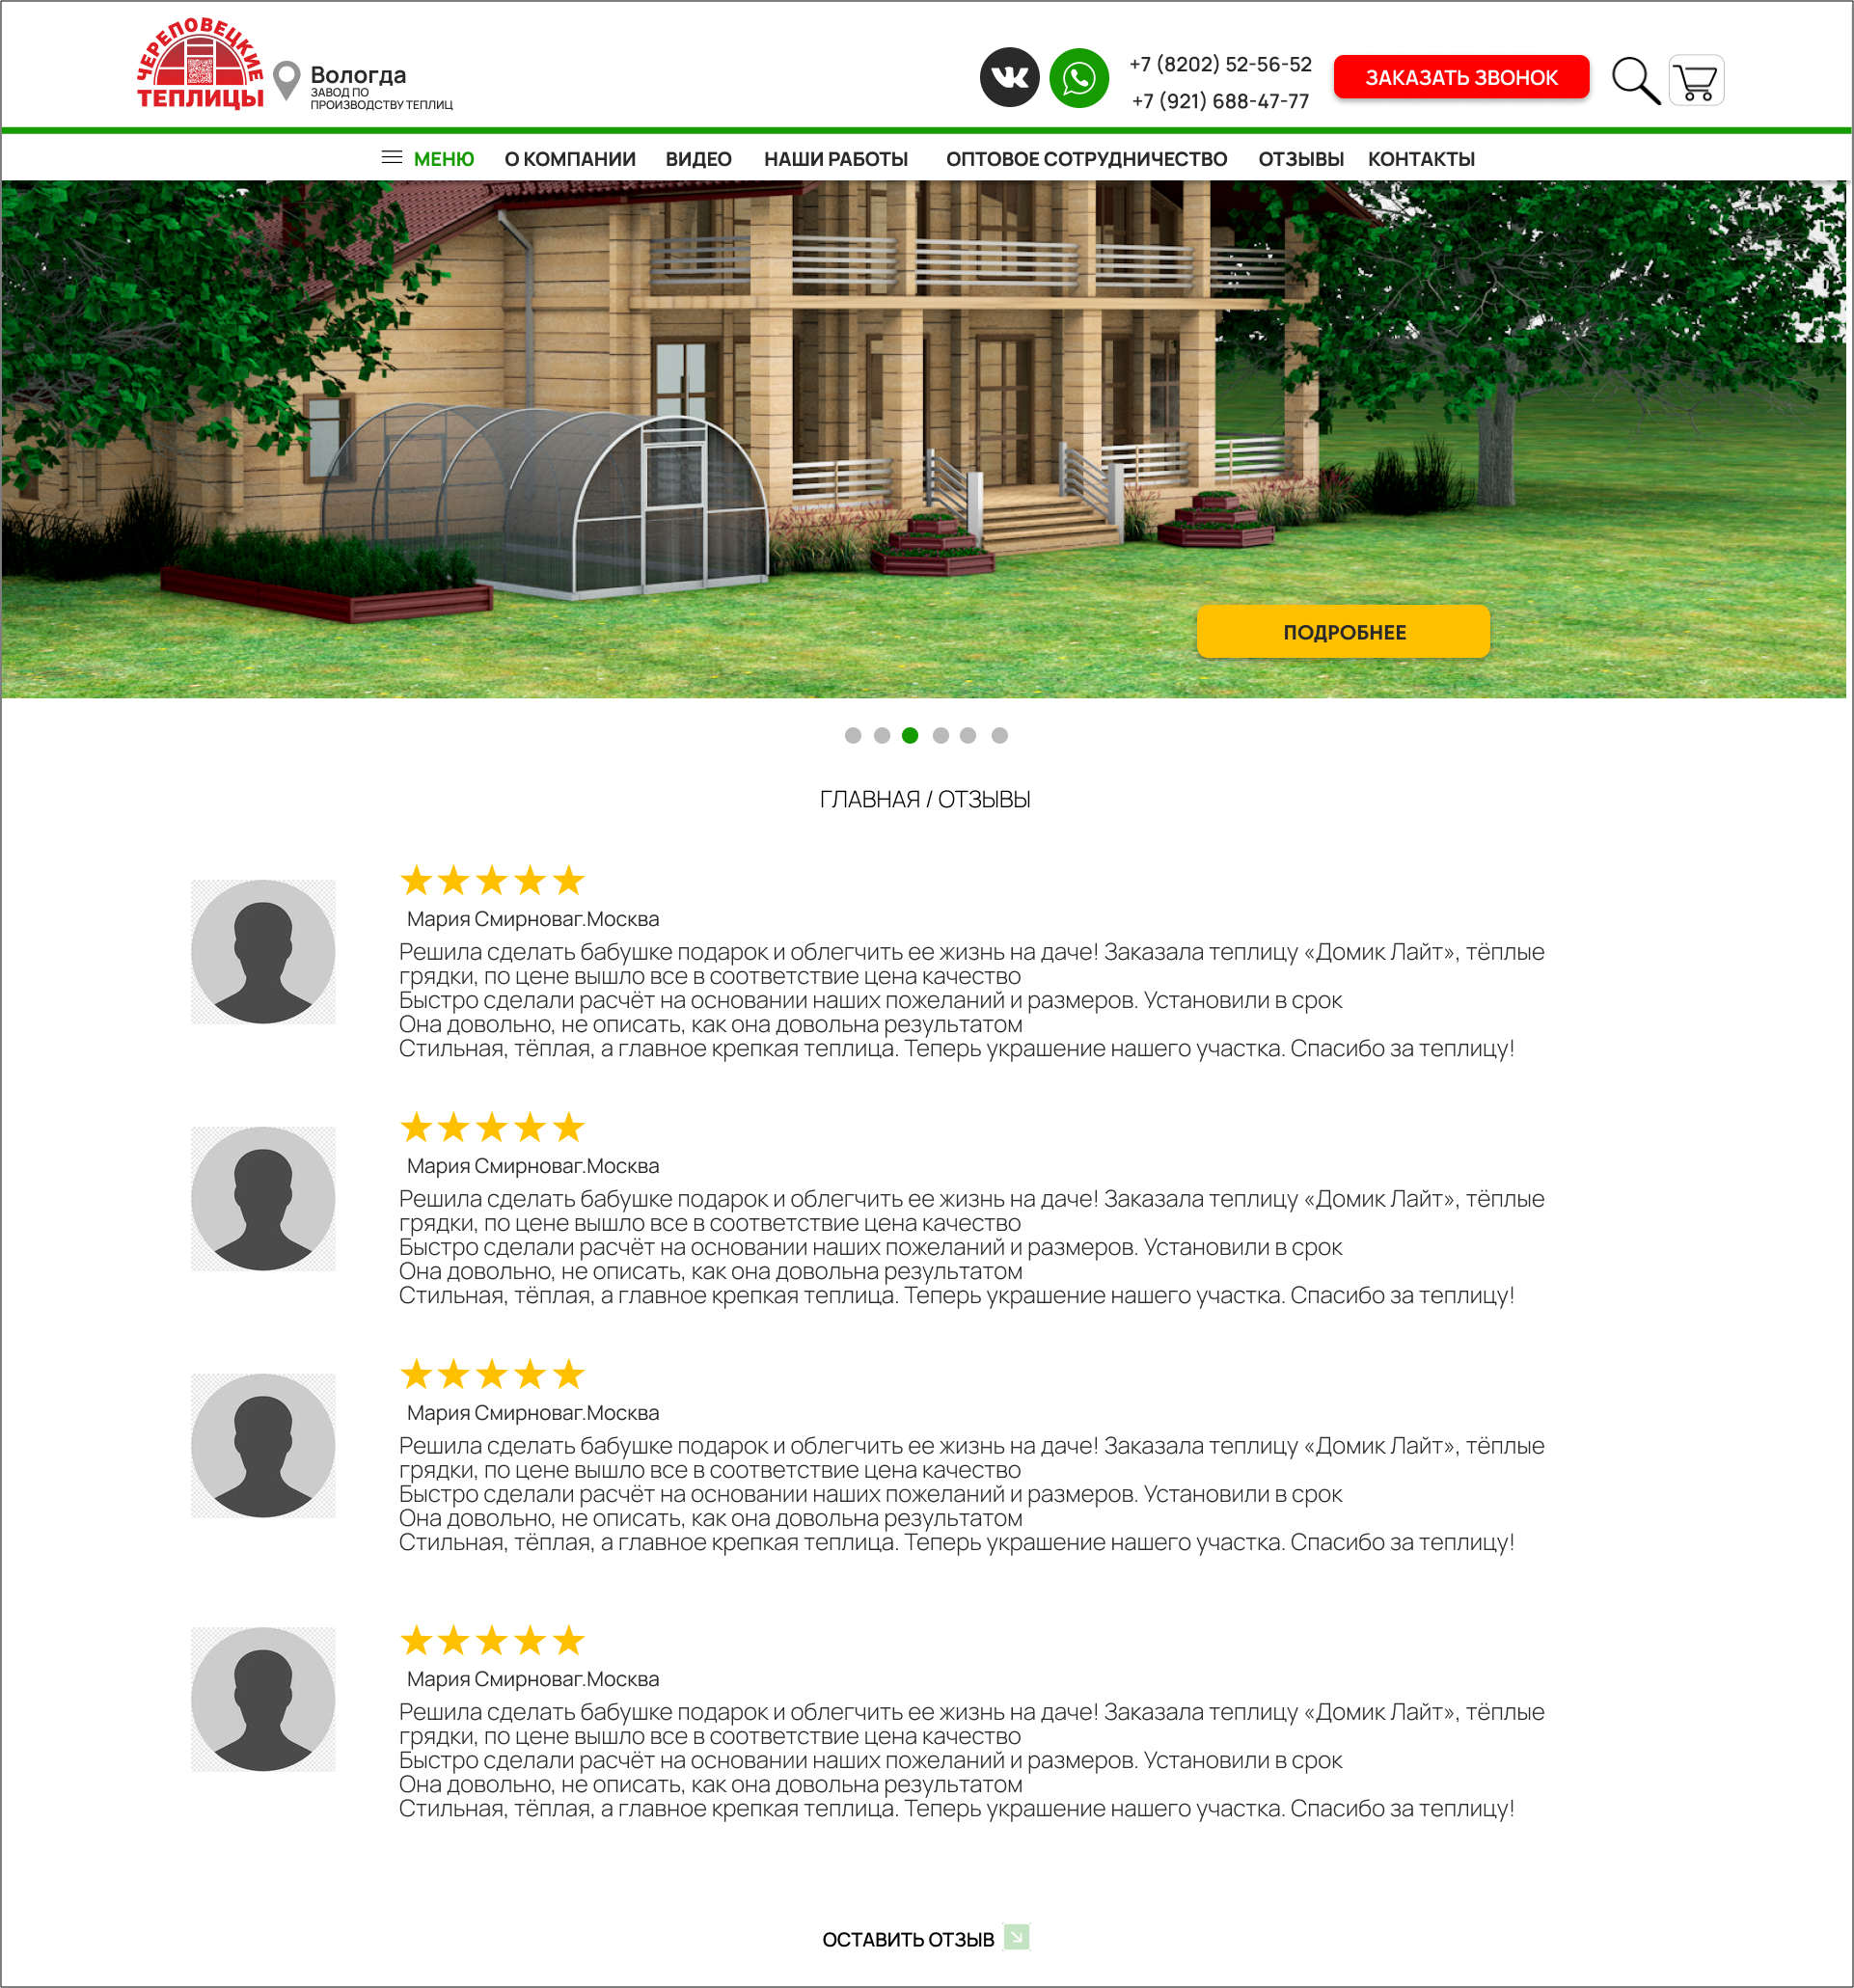 ЧЕРЕПОВЕЦКИЕ
ТЕПЛИЦЫ
Вологда
ЗАВОД ПО
ПРОИЗВОДСТВУ ТЕПЛИЦ
+7 (8202) 52-56-52
+7 (921) 688-47-77
ЗАКАЗАТЬ ЗВОНОК
МЕНЮ О КОМПАНИИ ВИДЕО НАШИ РАБОТЫ ОПТОВОЕ СОТРУДНИЧЕСТВО ОТЗЫВЫ КОНТАКТЫ
ПОДРОБНЕЕ
ГЛАВНАЯ / ОТЗЫВЫ
Мария Смирноваг.Москва
Решила сделать бабушке подарок и облегчить ее жизнь на даче! Заказала теплицу «Домик Лайт», тёплые
грядки, по цене вышло все в соответствие цена качество
Быстро сделали расчёт на основании наших пожеланий и размеров. Установили в срок
Она довольно, не описать, как она довольна результатом
Стильная, тёплая, а главное крепкая теплица. Теперь украшение нашего участка. Спасибо за теплицу!
Мария Смирноваг.Москва
Решила сделать бабушке подарок и облегчить ее жизнь на даче! Заказала теплицу «Домик Лайт», тёплые
грядки, по цене вышло все в соответствие цена качество
Быстро сделали расчёт на основании наших пожеланий и размеров. Установили в срок
Она довольно, не описать, как она довольна результатом
Стильная, тёплая, а главное крепкая теплица. Теперь украшение нашего участка. Спасибо за теплицу!
Мария Смирноваг.Москва
Решила сделать бабушке подарок и облегчить ее жизнь на даче! Заказала теплицу «Домик Лайт», тёплые
грядки, по цене вышло все в соответствие цена качество
Быстро сделали расчёт на основании наших пожеланий и размеров. Установили в срок
Она довольно, не описать, как она довольна результатом
Стильная, тёплая, а главное крепкая теплица. Теперь украшение нашего участка. Спасибо за теплицу!
Мария Смирноваг.Москва
Решила сделать бабушке подарок и облегчить ее жизнь на даче! Заказала теплицу «Домик Лайт», тёплые
грядки, по цене вышло все в соответствие цена качество
Быстро сделали расчёт на основании наших пожеланий и размеров. Установили в срок
Она довольно, не описать, как она довольна результатом
Стильная, тёплая, а главное крепкая теплица. Теперь украшение нашего участка. Спасибо за теплицу!
ОСТАВИТЬ ОТЗЫВ